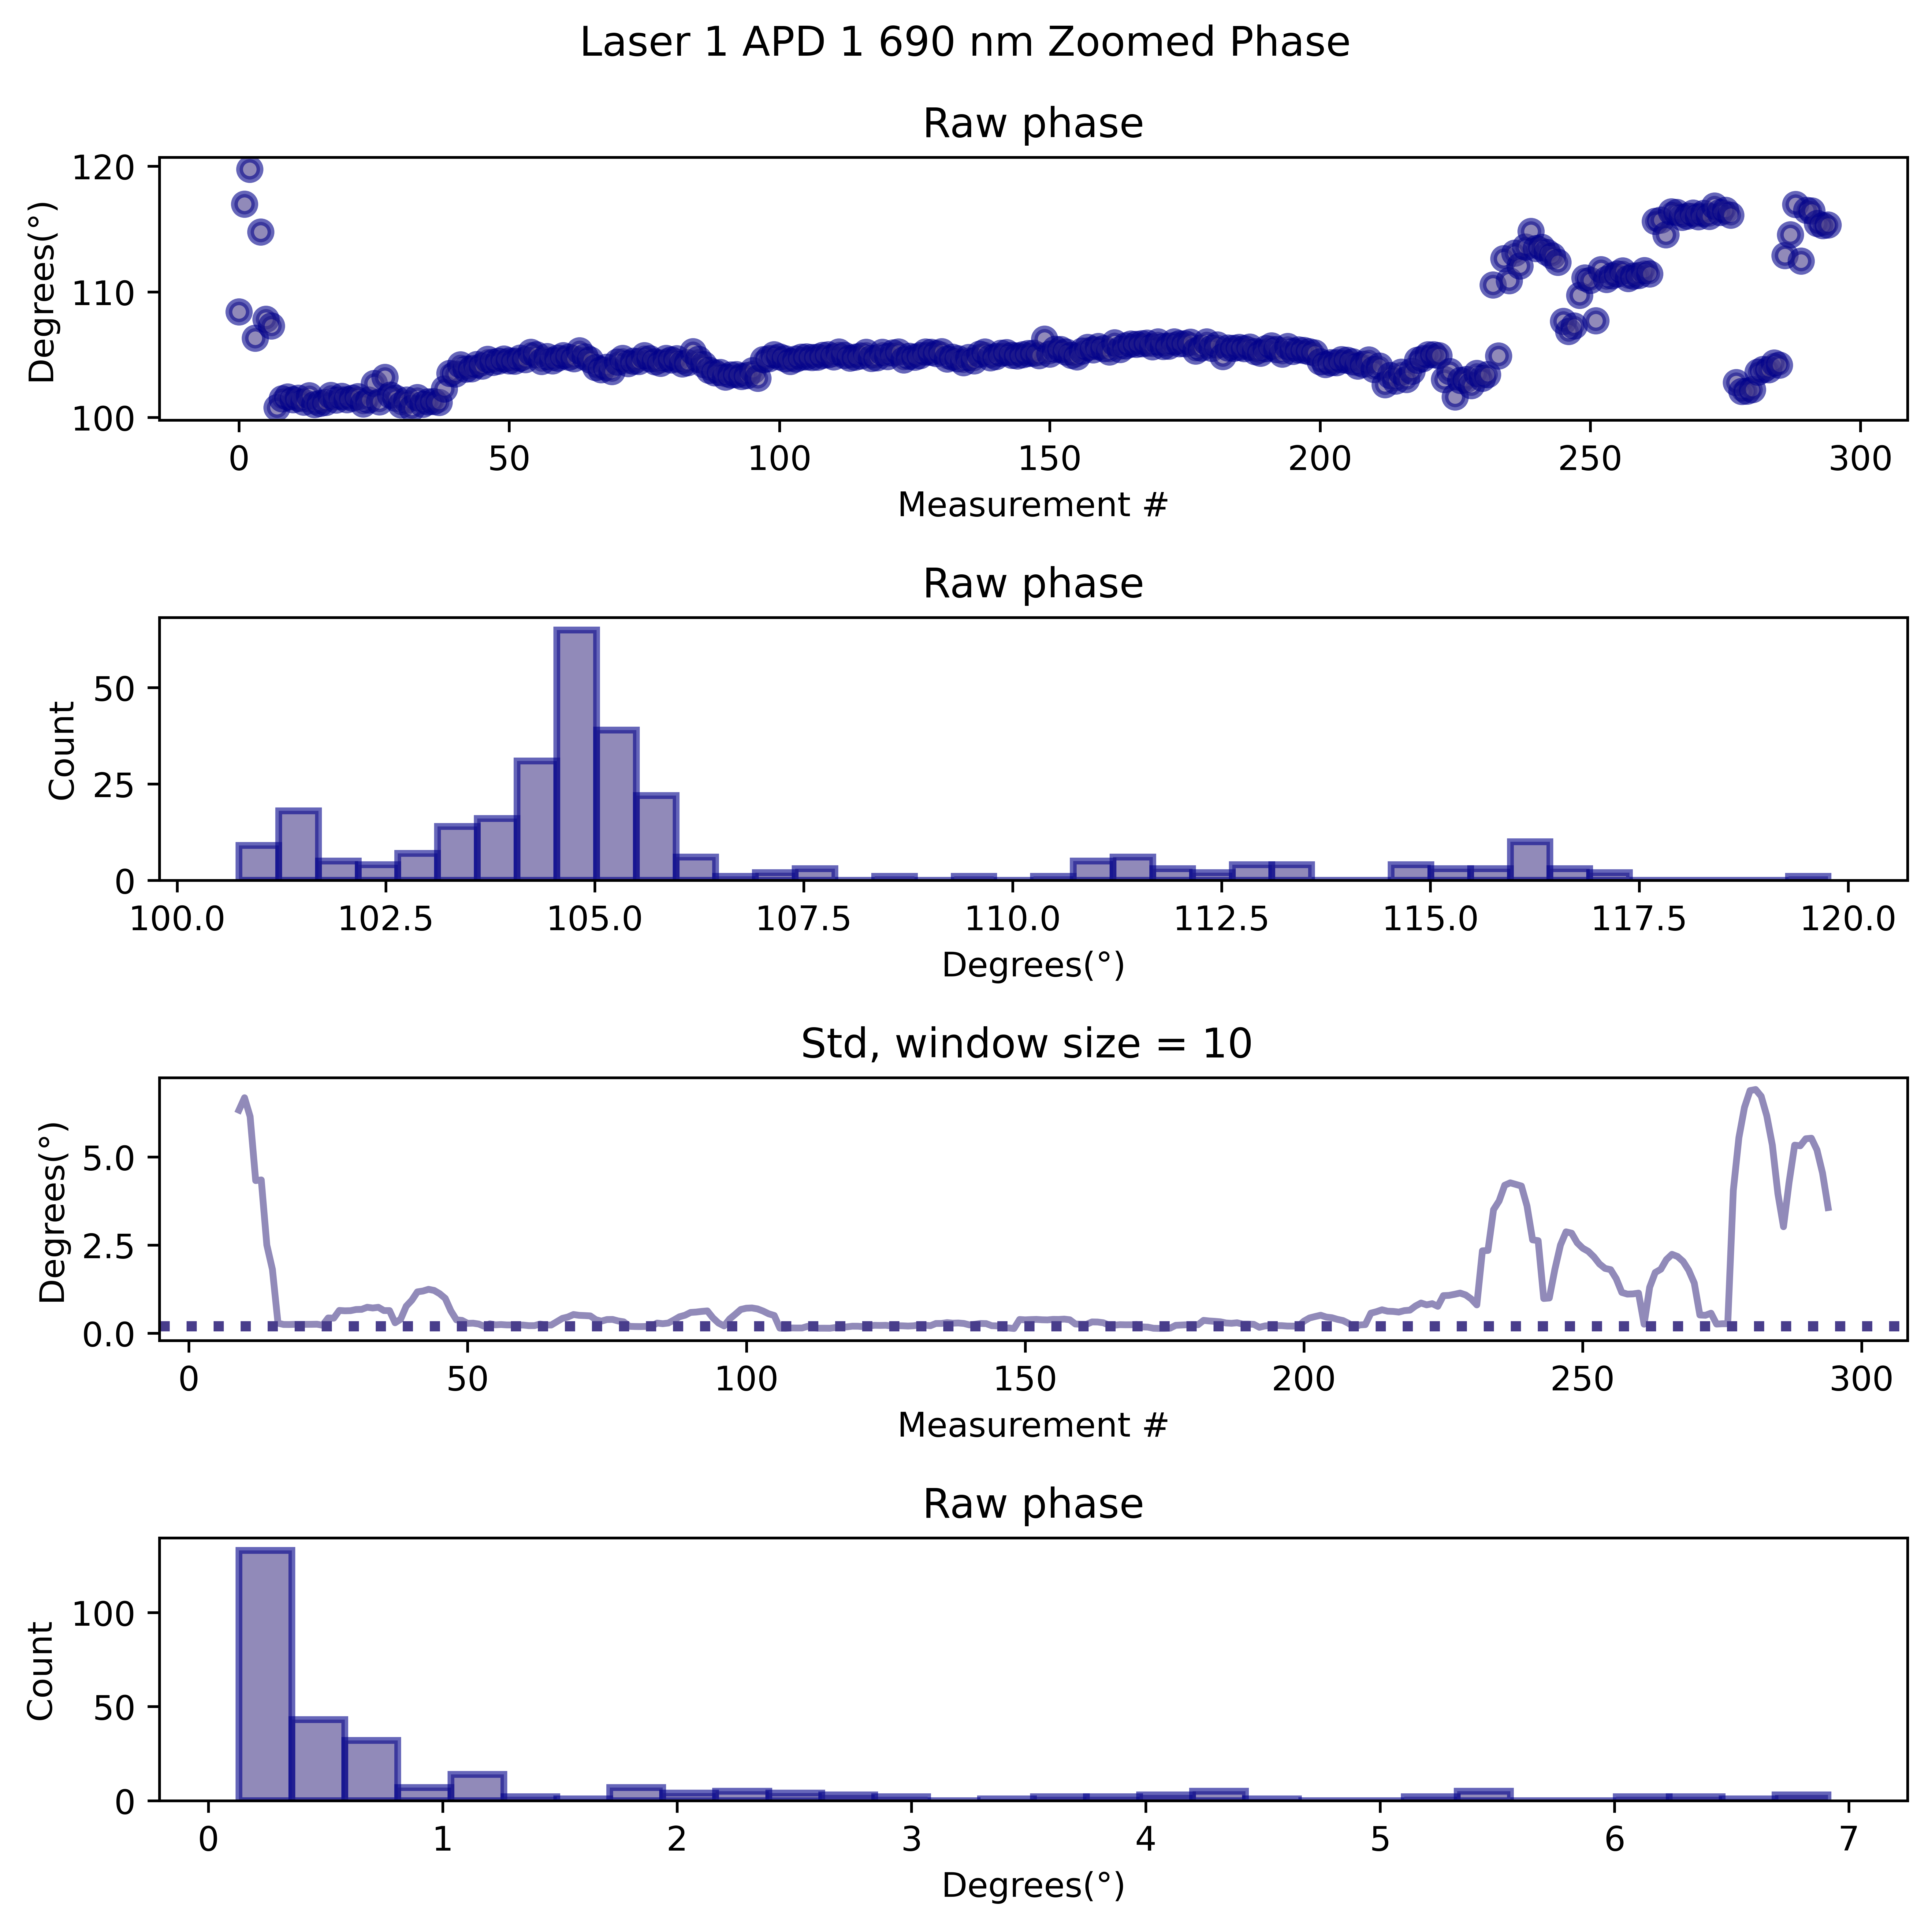 Laser 1 APD 1 690 nm Zoomed Phase
Raw phase
120
110
100
Degrees(°)
0 50 100 150 200 250 300
Measurement #
Raw phase
50
25
0
Count
100.0 102.5 105.0 107.5 110.0 112.5 115.0 117.5 120.0
Degrees(°)
Std, window size = 10
5.0
2.5
0.0
Degrees(°)
0 50 100 150 200 250 300
Measurement #
Raw phase
100
50
0
Count
0 1 2 3 4 5 6 7
Degrees(°)